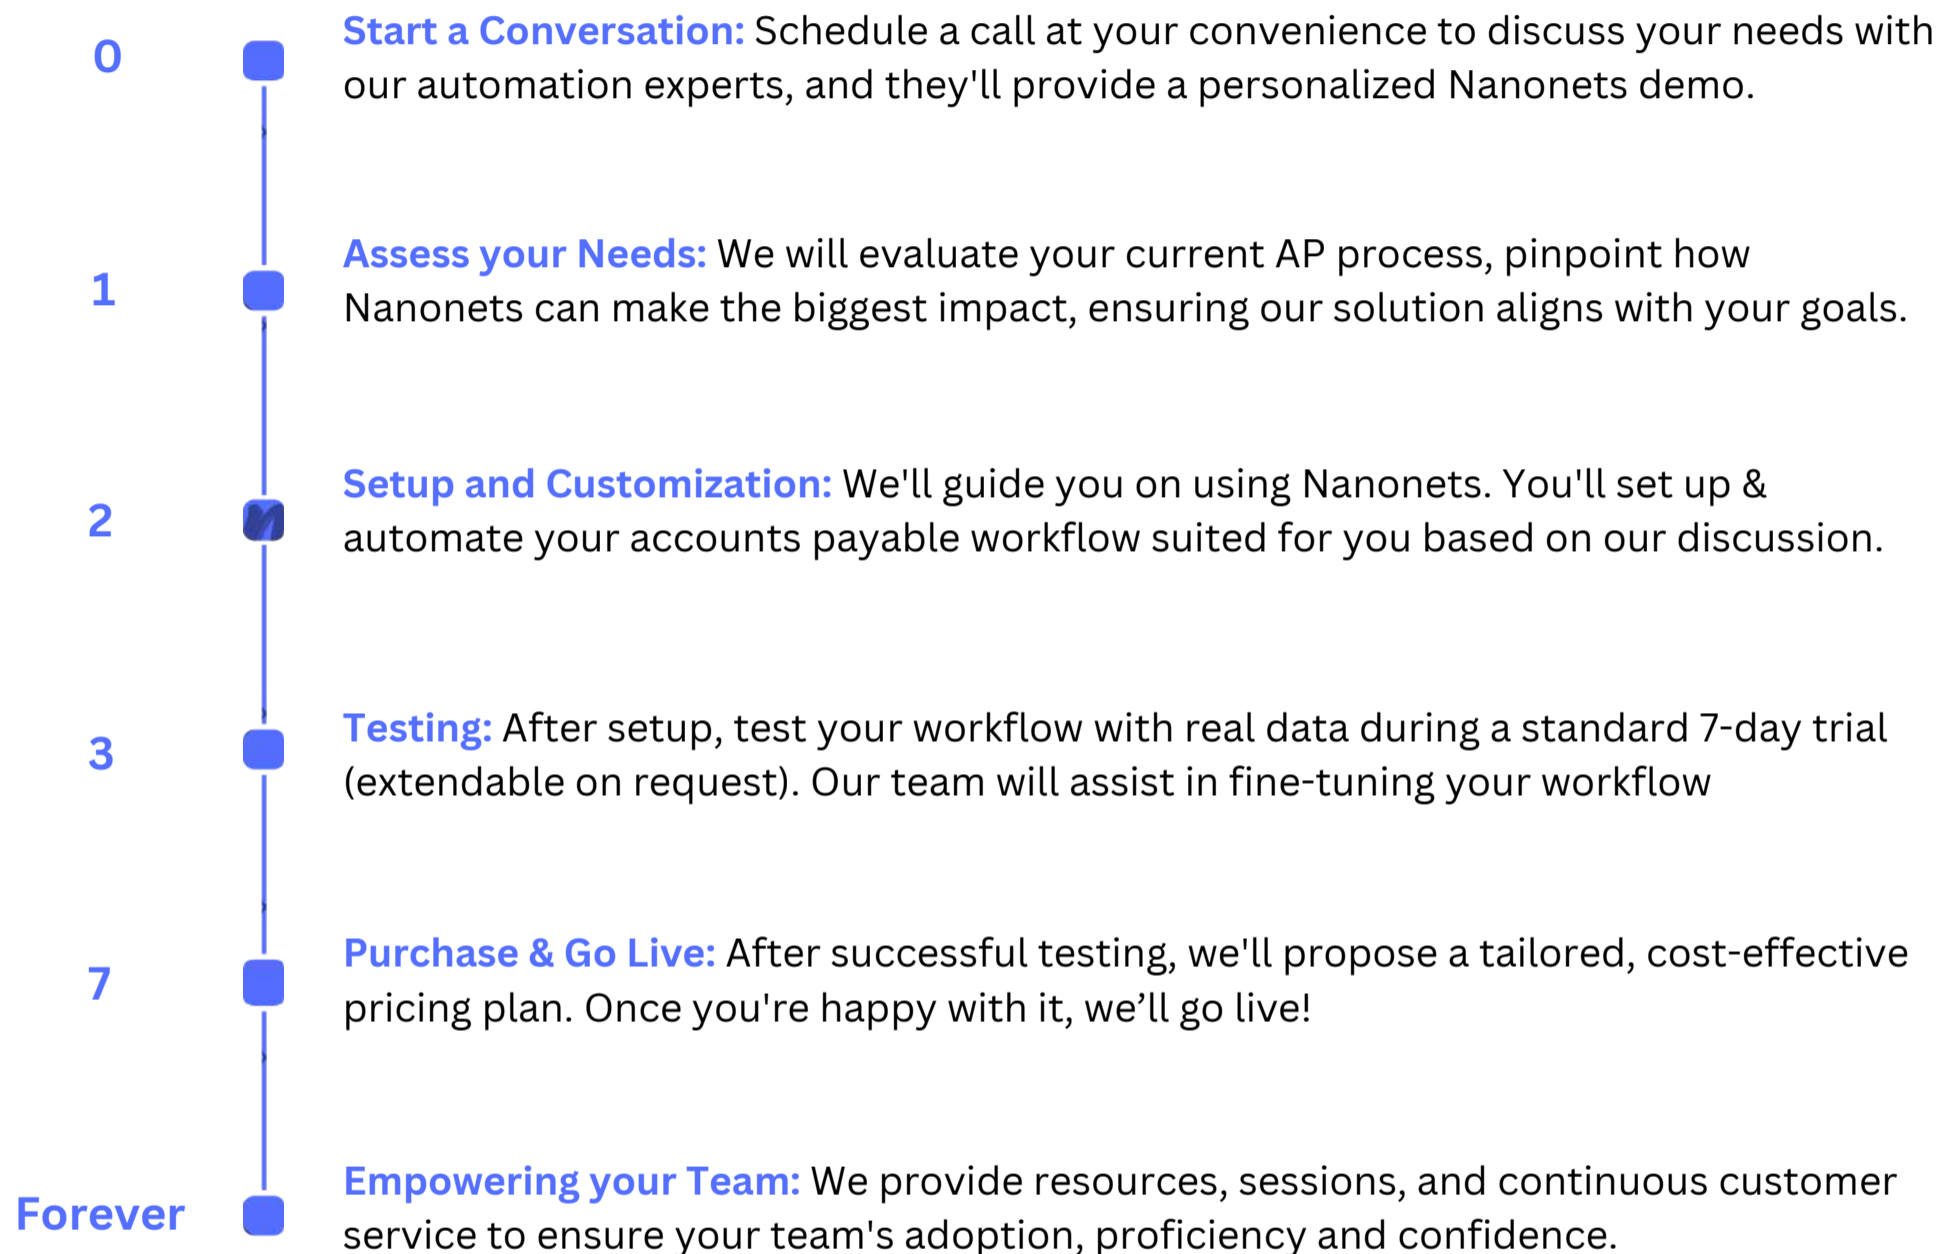 0
Start a Conversation: Schedule a call at your convenience to discuss your needs with
our automation experts, and they'll provide a personalized Nanonets demo.
1
Assess your Needs: We will evaluate your current AP process, pinpoint how
Nanonets can make the biggest impact, ensuring our solution aligns with your goals.
2
Setup and Customization: We'll guide you on using Nanonets. You'll set up &
automate your accounts payable workflow suited for you based on our discussion.
3
Testing: After setup, test your workflow with real data during a standard 7-day trial
(extendable on request). Our team will assist in fine-tuning your workflow
7
Purchase & Go Live: After successful testing, we'll propose a tailored, cost-effective
pricing plan. Once you're happy with it, we’ll go live!
Forever
Empowering your Team: We provide resources, sessions, and continuous customer
service to ensure your team's adoption, proficiency and confidence.